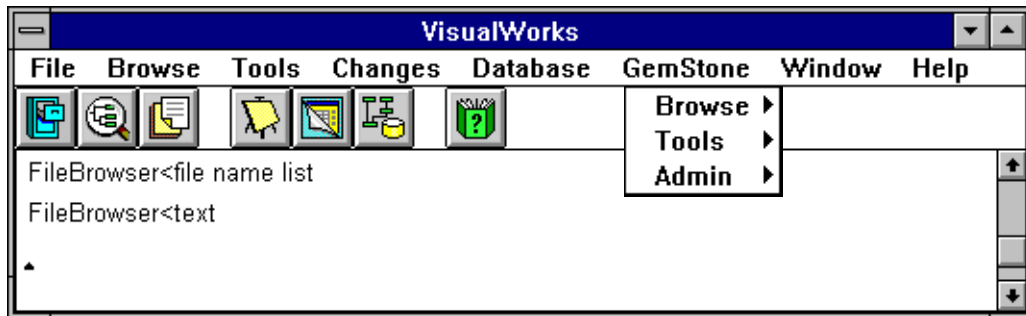 VisualWorks
File Browse Tools Changes Database GemStone Window Help
?
Browse
Tools
Admin
FileBrowser<file name list
FileBrowser<text